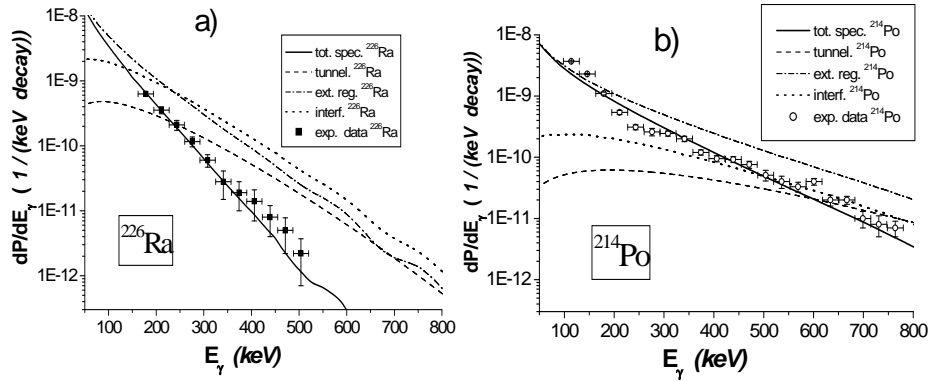 a)
1E-8
1E-9
1E-10
1E-11
1E-12
dP/dEγ ( 1 / (keV decay))
tot. spec. ²²⁶Ra
tunnel. ²²⁶Ra
ext. reg. ²²⁶Ra
interf. ²²⁶Ra
exp. data ²²⁶Ra
²²⁶Ra
100 200 300 400 500 600 700 800
Eγ (keV)
b)
1E-8
1E-9
1E-10
1E-11
1E-12
dP/dEγ ( 1 / (keV decay))
tot. spec. ²¹⁴Po
tunnel. ²¹⁴Po
ext. reg. ²¹⁴Po
interf. ²¹⁴Po
exp. data ²¹⁴Po
²¹⁴Po
100 200 300 400 500 600 700 800
Eγ (keV)